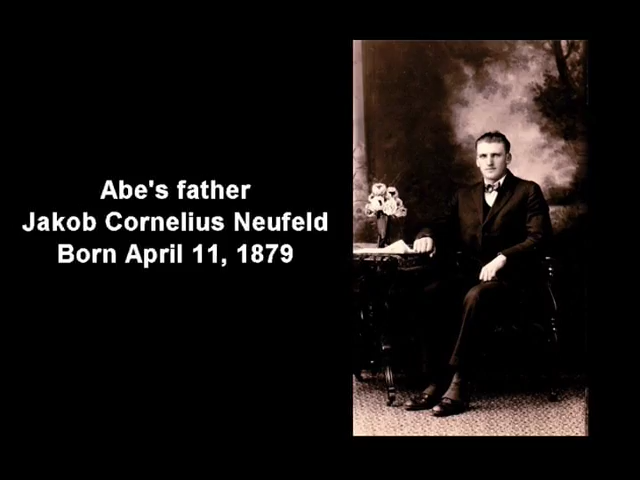 Abe's father
Jakob Cornelius Neufeld
Born April 11, 1879